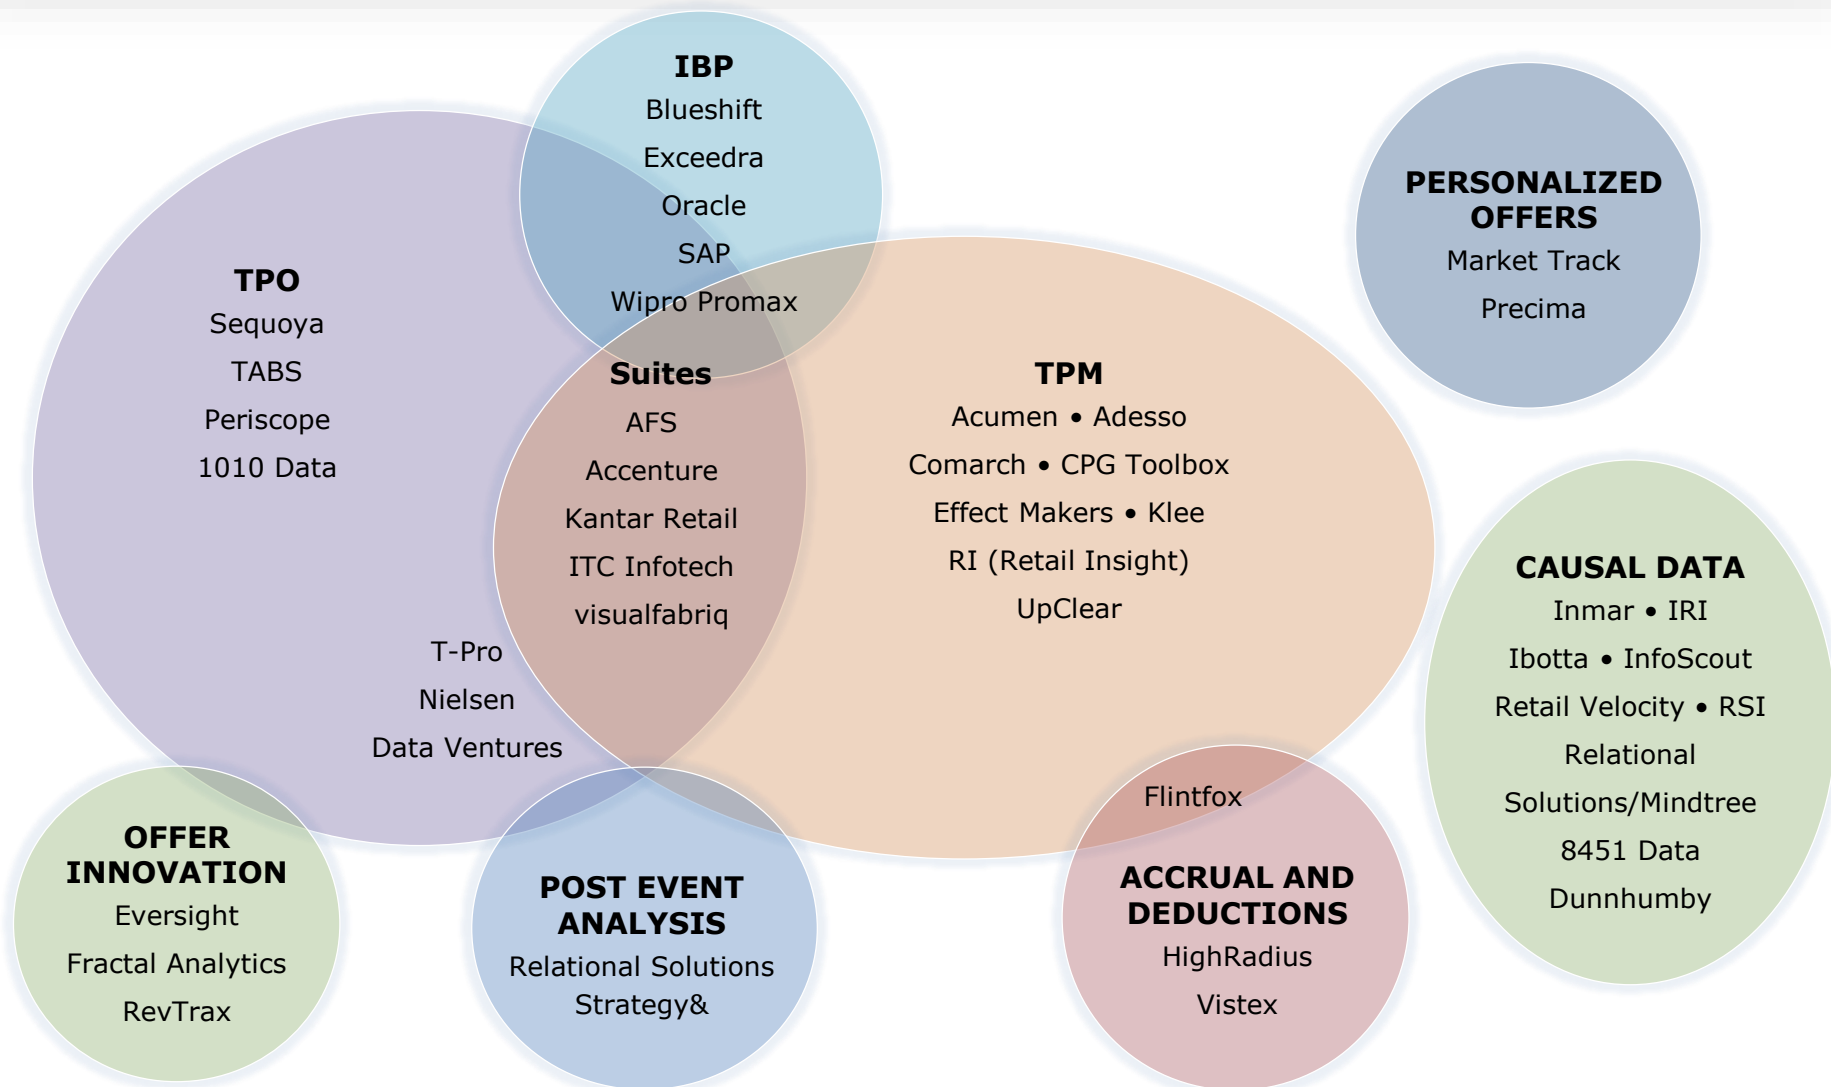 IBP
Blueshift
Exceedra
Oracle
SAP
Wipro Promax
PERSONALIZED
OFFERS
Market Track
Precima
TPO
Sequoya
TABS
Periscope
1010 Data
Suites
AFS
Accenture
Kantar Retail
ITC Infotech
visualfabriq
TPM
Acumen • Adesso
Comarch • CPG Toolbox
Effect Makers • Klee
RI (Retail Insight)
UpClear
T-Pro
Nielsen
Data Ventures
CAUSAL DATA
Inmar • IRI
Ibotta • InfoScout
Retail Velocity • RSI
Relational
Solutions/Mindtree
8451 Data
Dunnhumby
OFFER
INNOVATION
Eversight
Fractal Analytics
RevTrax
POST EVENT
ANALYSIS
Relational Solutions
Strategy&
Flintfox
ACCRUAL AND
DEDUCTIONS
HighRadius
Vistex